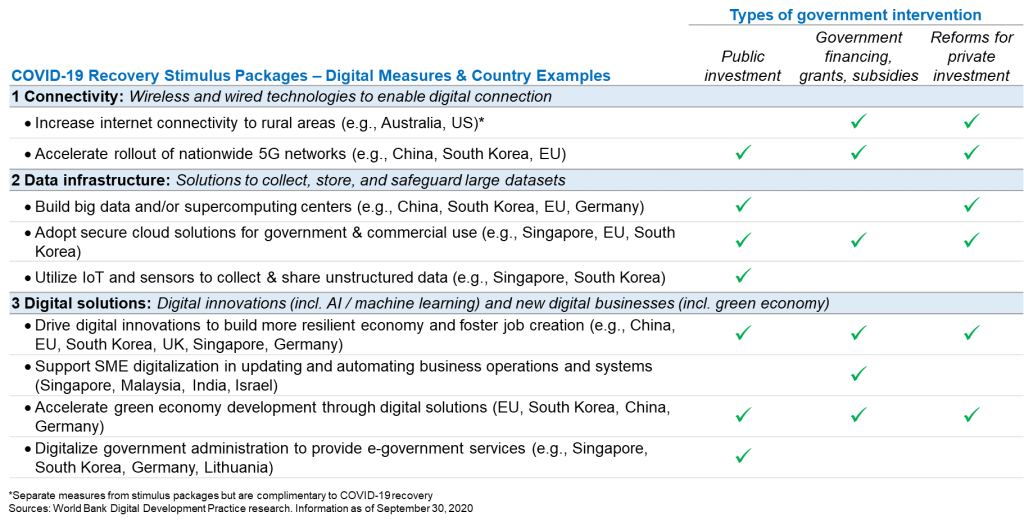 Types of government intervention
Public
investment
Government
financing,
grants, subsidies
Reforms for
private
investment
COVID-19 Recovery Stimulus Packages – Digital Measures & Country Examples
1 Connectivity: Wireless and wired technologies to enable digital connection
• Increase internet connectivity to rural areas (e.g., Australia, US)*
✓ ✓
• Accelerate rollout of nationwide 5G networks (e.g., China, South Korea, EU)
✓ ✓ ✓
2 Data infrastructure: Solutions to collect, store, and safeguard large datasets
• Build big data and/or supercomputing centers (e.g., China, South Korea, EU, Germany)
✓ ✓
• Adopt secure cloud solutions for government & commercial use (e.g., Singapore, EU, South
Korea)
✓ ✓ ✓
• Utilize IoT and sensors to collect & share unstructured data (e.g., Singapore, South Korea)
✓
3 Digital solutions: Digital innovations (incl. AI / machine learning) and new digital businesses (incl. green economy)
• Drive digital innovations to build more resilient economy and foster job creation (e.g., China,
EU, South Korea, UK, Singapore, Germany)
✓ ✓ ✓
• Support SME digitalization in updating and automating business operations and systems
(Singapore, Malaysia, India, Israel)
✓
• Accelerate green economy development through digital solutions (EU, South Korea, China,
Germany)
✓ ✓ ✓
• Digitalize government administration to provide e-government services (e.g., Singapore,
South Korea, Germany, Lithuania)
✓
*Separate measures from stimulus packages but are complimentary to COVID-19 recovery
Sources: World Bank Digital Development Practice research. Information as of September 30, 2020